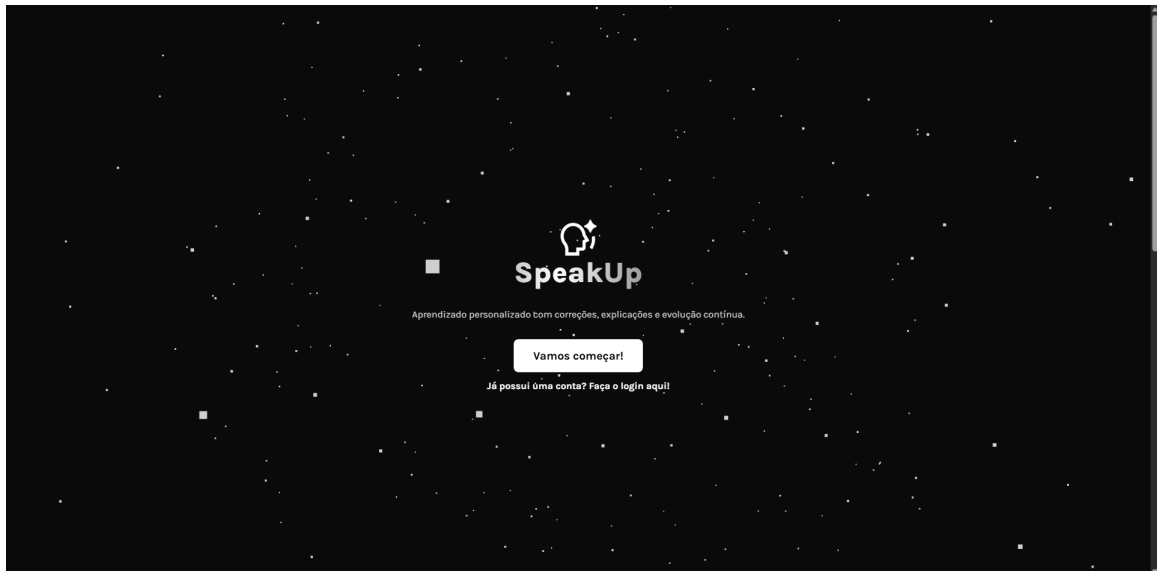 SpeakUp
Aprendizado personalizado com correções, explicações e evolução contínua.
Vamos começar!
Já possui uma conta? Faça o login aqui!